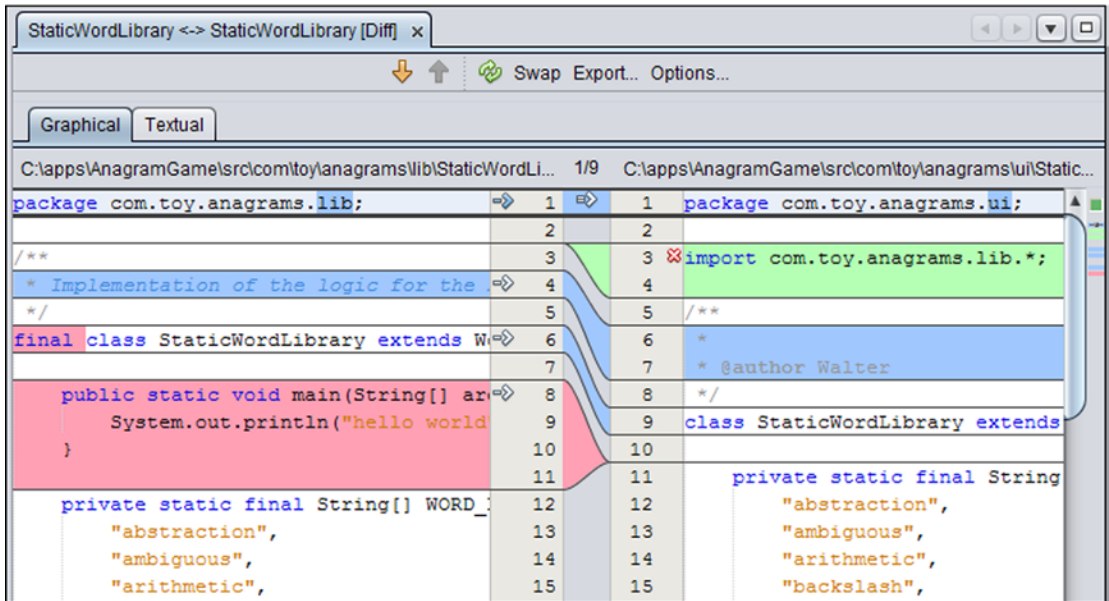 StaticWordLibrary <-> StaticWordLibrary [Diff] x
Swap Export... Options...
Graphical Textual
C:\apps\AnagramGame\src\com\toy\anagrams\lib\StaticWordLi... 1/9 C:\apps\AnagramGame\src\com\toy\anagrams\ui\Static...
package com.toy.anagrams.lib; 1 1 package com.toy.anagrams.ui;
2 2
/** 3 3 import com.toy.anagrams.lib.*;
* Implementation of the logic for the 4 4
*/ 5 5 /**
final class StaticWordLibrary extends W 6 6 *
7 7 * @author Walter
public static void main(String[] ar 8 8 */
System.out.println("hello world 9 9 class StaticWordLibrary extends
} 10 10
11 11 private static final String
private static final String[] WORD_ 12 12 "abstraction",
"abstraction", 13 13 "ambiguous",
"ambiguous", 14 14 "arithmetic",
"arithmetic", 15 15 "backslash",